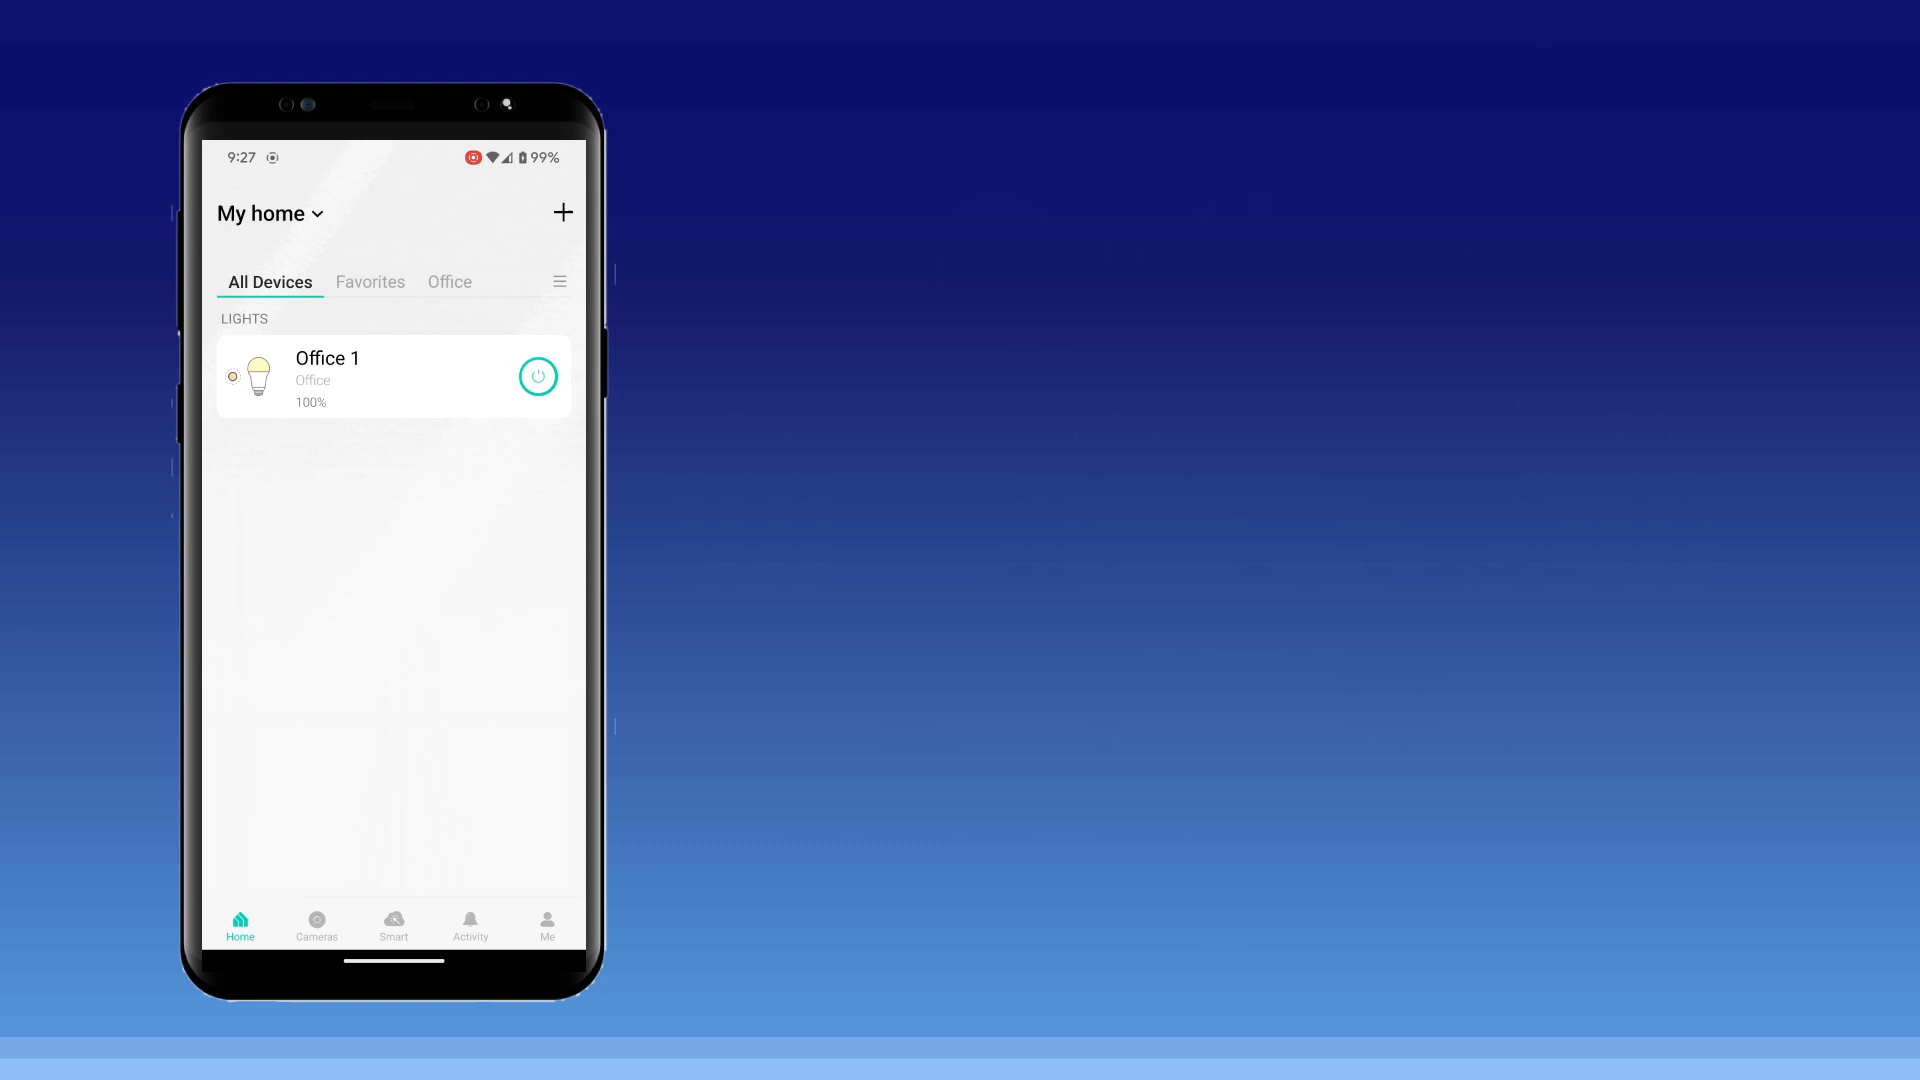 9:27 99%
My home
All Devices Favorites Office
LIGHTS
Office 1
Office
100%
Home Cameras Smart Activity Me